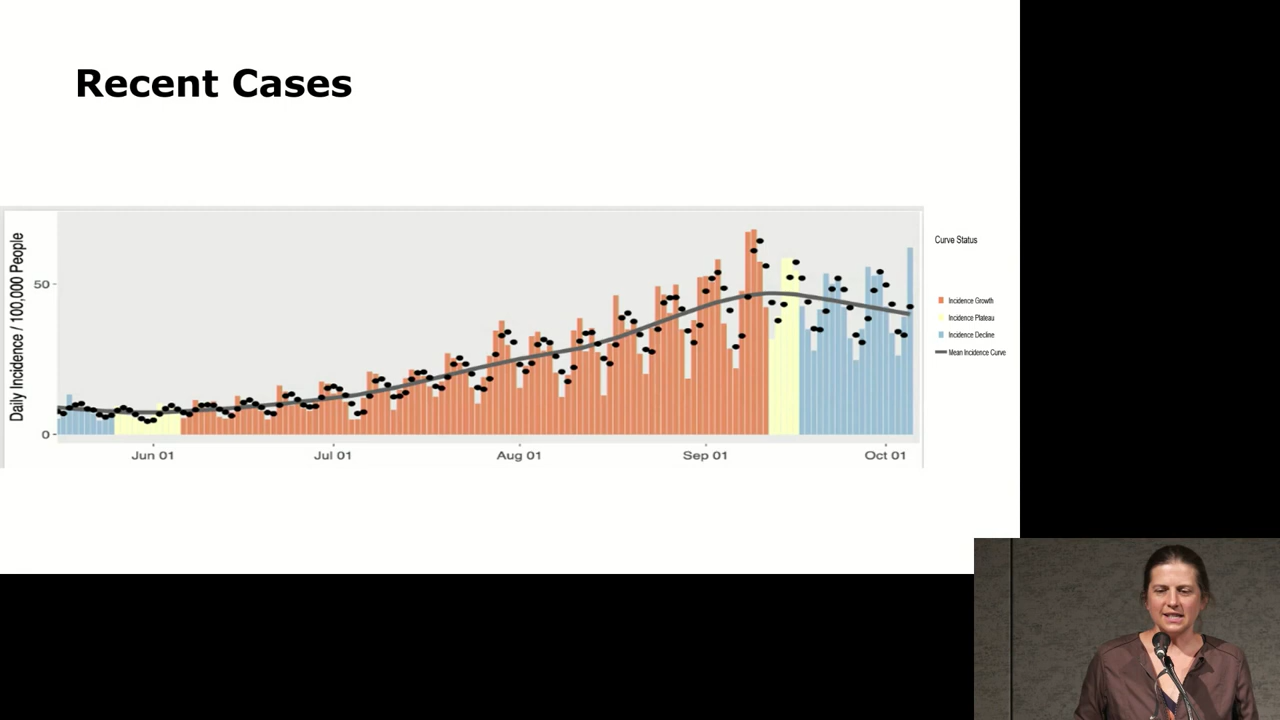 Recent Cases
Daily Incidence / 100,000 People
50
0
Jun 01
Jul 01
Aug 01
Sep 01
Oct 01
Curve Status
Incidence Growth
Incidence Plateau
Incidence Decline
Mean Incidence Curve